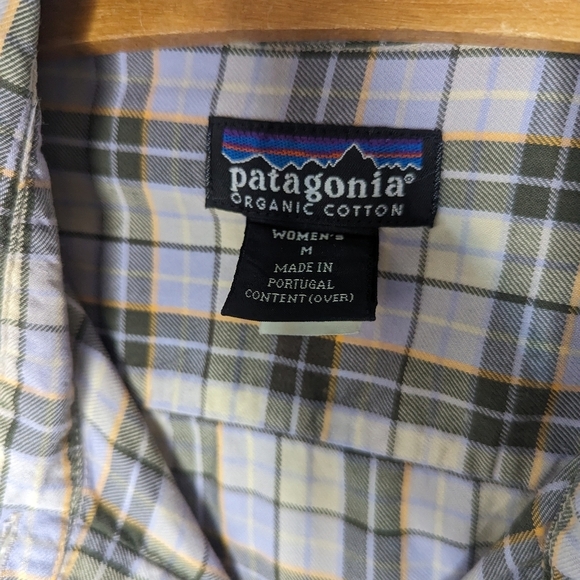 patagonia®
ORGANIC COTTON
WOMEN'S
M
MADE IN
PORTUGAL
CONTENT (OVER)